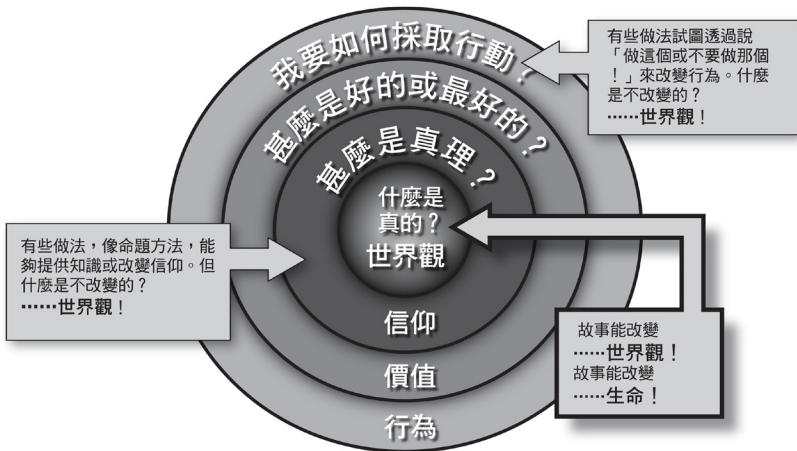 我要如何採取行動？
甚麼是好的或最好的？
甚麼是真理？
什麼是
真的？
世界觀
信仰
價值
行為
有些做法試圖透過說
「做這個或不要做那個
！」來改變行為。什麼
是不改變的？
⋯⋯世界觀！
有些做法，像命題方法，能
夠提供知識或改變信仰。但
什麼是不改變的？
⋯⋯世界觀！
故事能改變
⋯⋯世界觀！
故事能改變
⋯⋯生命！